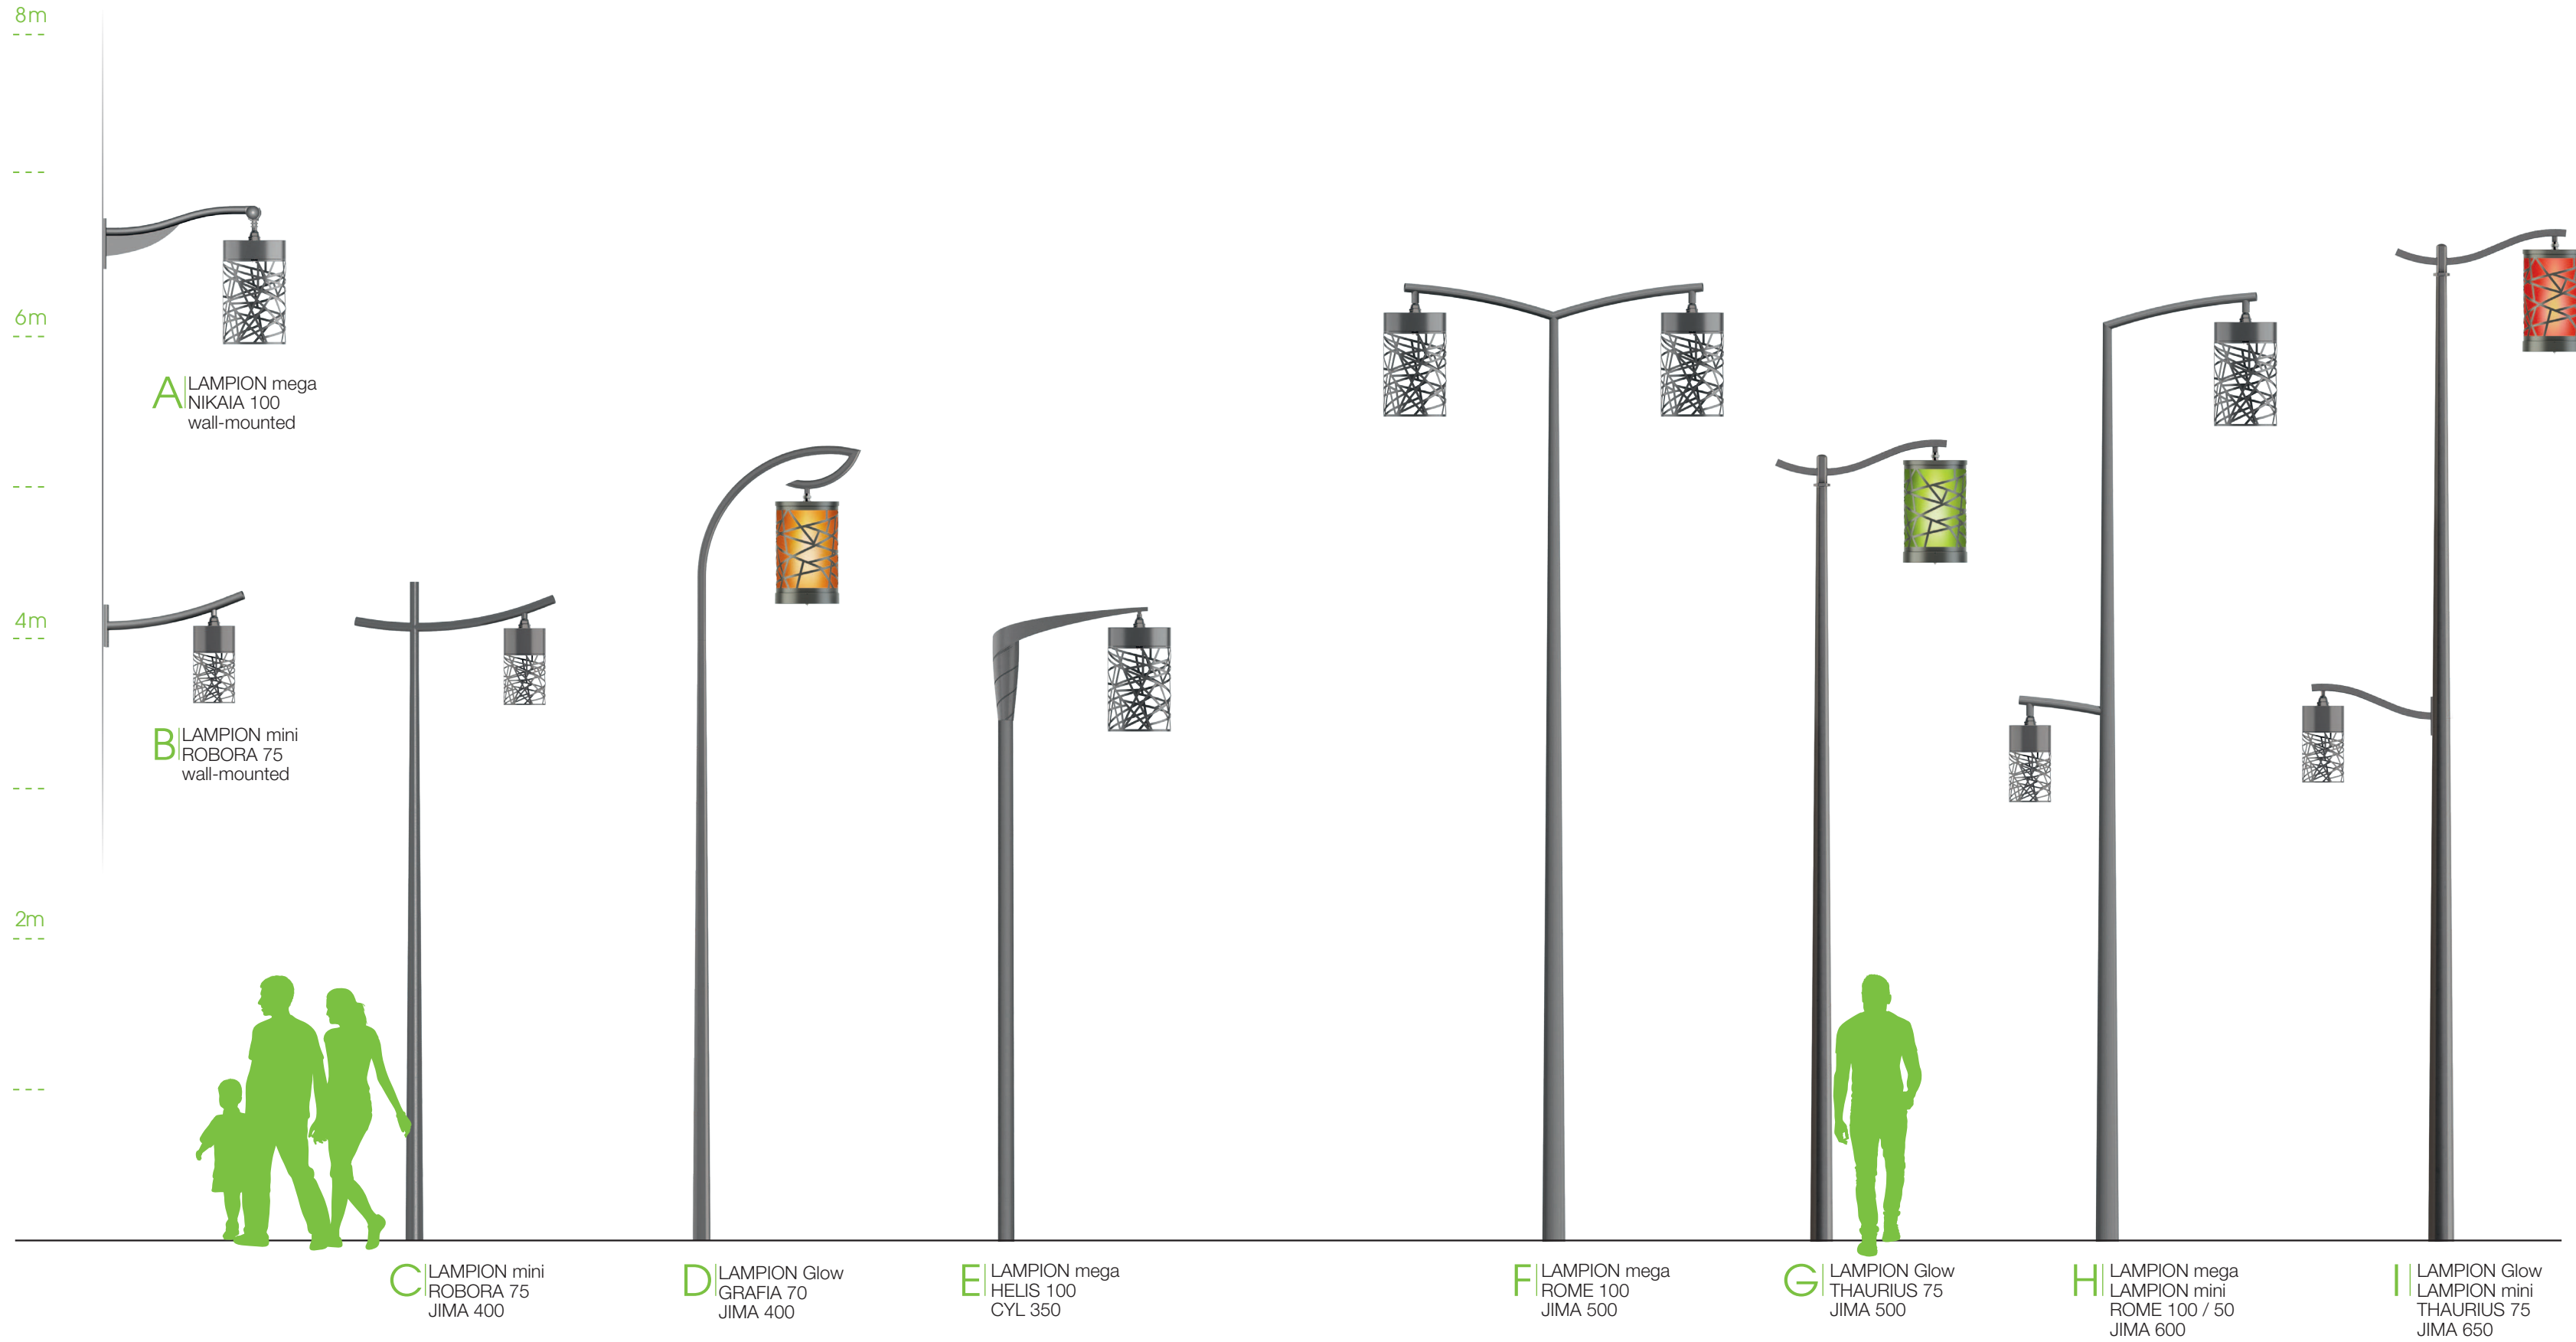 8m
6m
4m
2m
A LAMPION mega
NIKAIA 100
wall-mounted
B LAMPION mini
ROBORA 75
wall-mounted
C LAMPION mini
ROBORA 75
JIMA 400
D LAMPION Glow
GRAFIA 70
JIMA 400
E LAMPION mega
HELIS 100
CYL 350
F LAMPION mega
ROME 100
JIMA 500
G LAMPION Glow
THAURIUS 75
JIMA 500
H LAMPION mega
LAMPION mini
ROME 100 / 50
JIMA 600
I LAMPION Glow
LAMPION mini
THAURIUS 75
JIMA 650